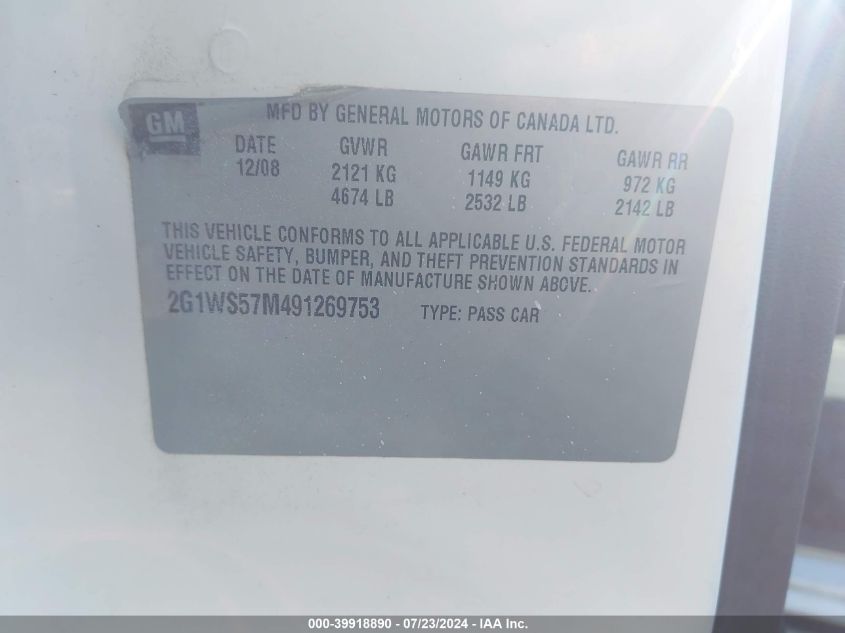 GM
MFD BY GENERAL MOTORS OF CANADA LTD.
DATE GVWR GAWR FRT GAWR RR
12/08 2121 KG 1149 KG 972 KG
4674 LB 2532 LB 2142 LB
THIS VEHICLE CONFORMS TO ALL APPLICABLE U.S. FEDERAL MOTOR
VEHICLE SAFETY, BUMPER, AND THEFT PREVENTION STANDARDS IN
EFFECT ON THE DATE OF MANUFACTURE SHOWN ABOVE.
2G1WS57M491269753 TYPE: PASS CAR
000-39918890 - 07/23/2024 - IAA Inc.